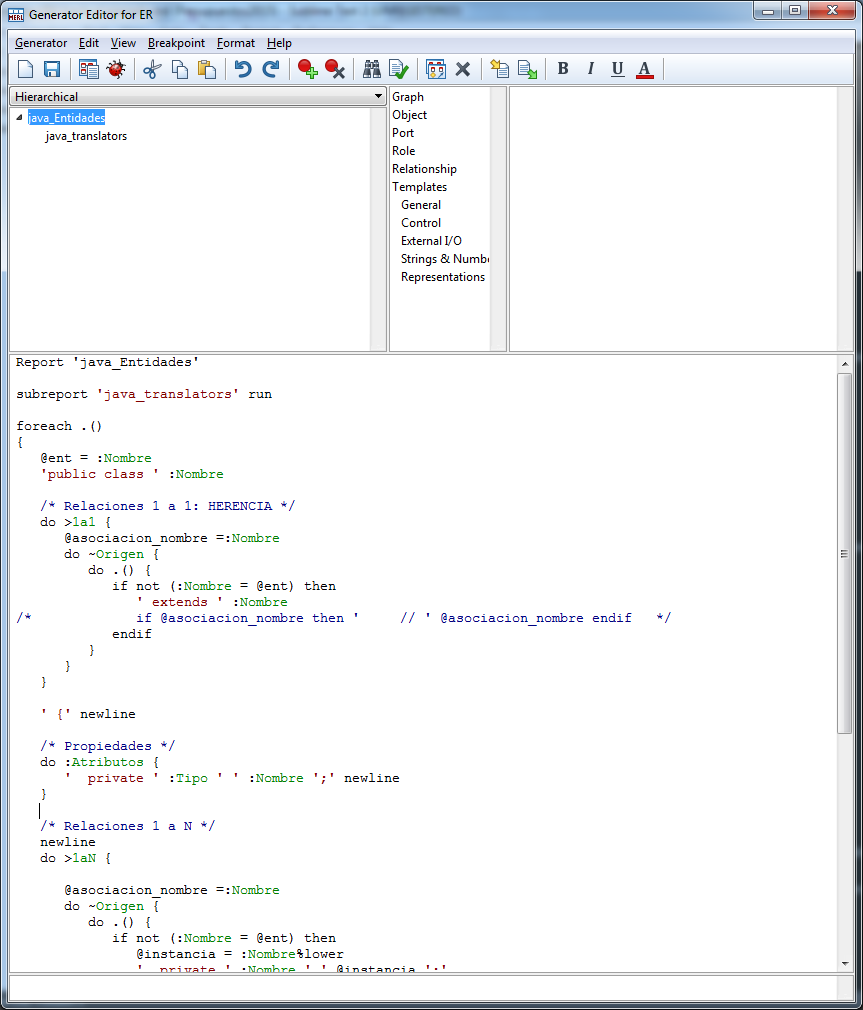 MERL
Generator Editor for ER
Generator Edit View Breakpoint Format Help
B I U A
Hierarchical
java_Entidades
java_translators
Graph
Object
Port
Role
Relationship
Templates
General
Control
External I/O
Strings & Numbe
Representations
Report 'java_Entidades'
subreport 'java_translators' run
foreach .()
{
@ent = :Nombre
'public class ' :Nombre
/* Relaciones 1 a 1: HERENCIA */
do >1a1 {
@asociacion_nombre =:Nombre
do ~Origen {
do .() {
if not (:Nombre = @ent) then
' extends ' :Nombre
/* if @asociacion_nombre then ' // ' @asociacion_nombre endif */
endif
}
}
}
' {' newline
/* Propiedades */
do :Atributos {
' private ' :Tipo ' ' :Nombre ';' newline
}
/* Relaciones 1 a N */
newline
do >1aN {
@asociacion_nombre =:Nombre
do ~Origen {
do .() {
if not (:Nombre = @ent) then
@instancia = :Nombre%lower
' private ' :Nombre ' ' @instancia ';'